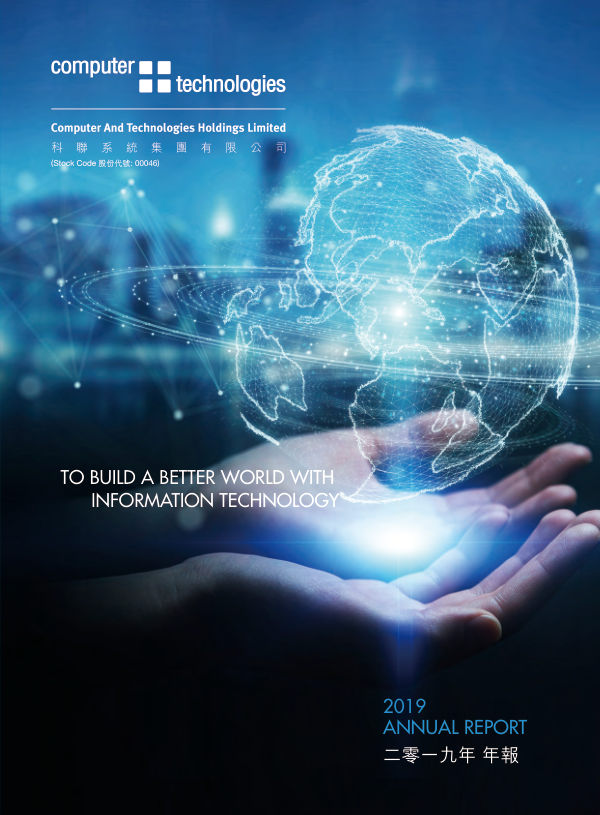 computer
technologies
Computer And Technologies Holdings Limited
科聯系統集團有限公司
(Stock Code 股份代號: 00046)
TO BUILD A BETTER WORLD WITH
INFORMATION TECHNOLOGY
2019
ANNUAL REPORT
二零一九年 年報